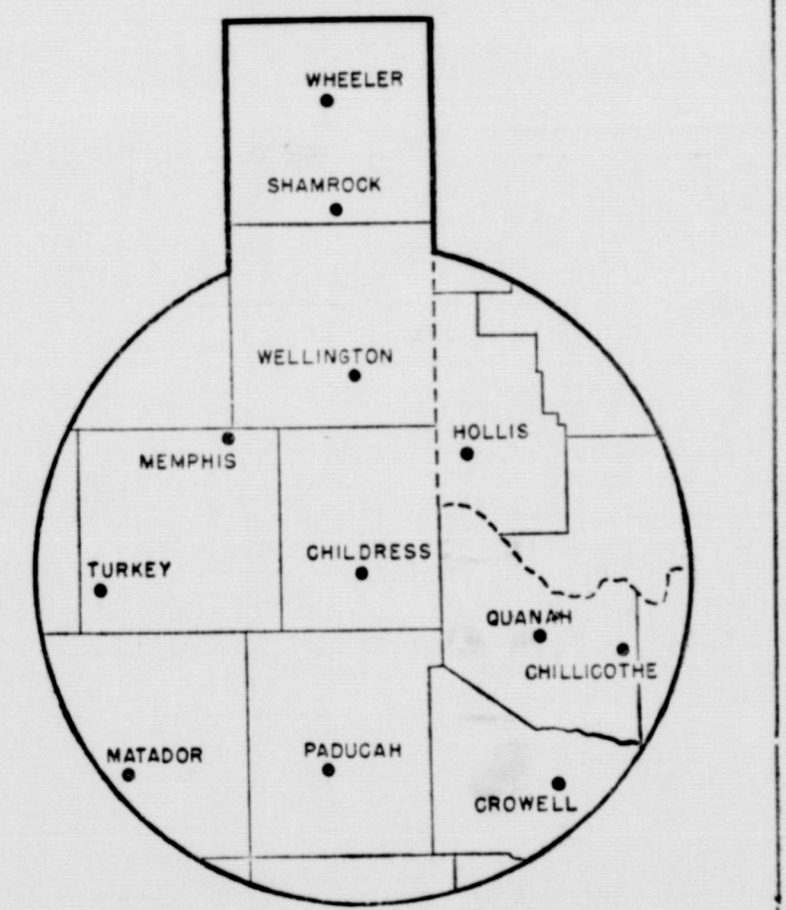 WHEELER
SHAMROCK
WELLINGTON
HOLLIS
MEMPHIS
CHILDRESS
TURKEY
QUANAH
CHILLICOTHE
MATADOR
PADUCAH
CROWELL